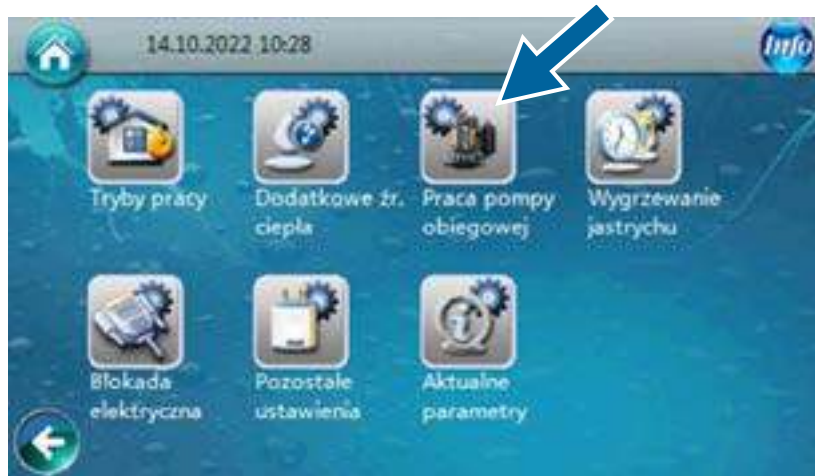 14.10.2022 10:28
Info
Tryby pracy
Dodatkowe źr.
ciepła
Praca pompy
obiegowej
Wygrzewanie
jastrychu
Blokada
elektryczna
Pozostałe
ustawienia
Aktualne
parametry